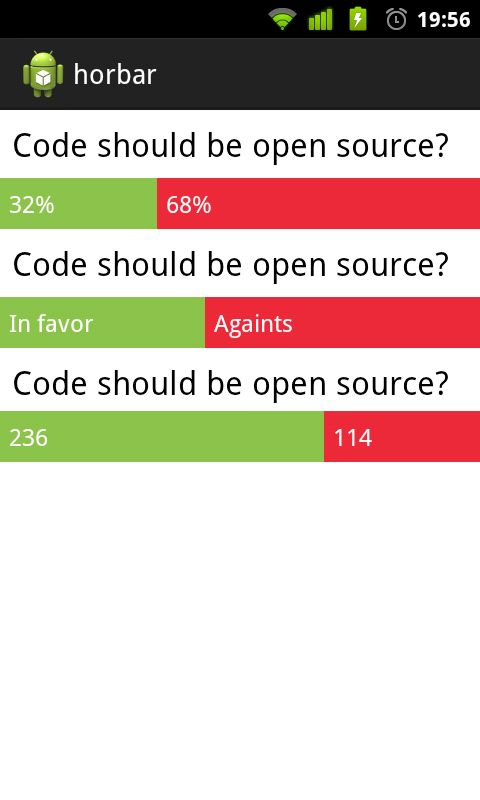 19:56
horbar
Code should be open source?
32% 68%
Code should be open source?
In favor Againts
Code should be open source?
236 114